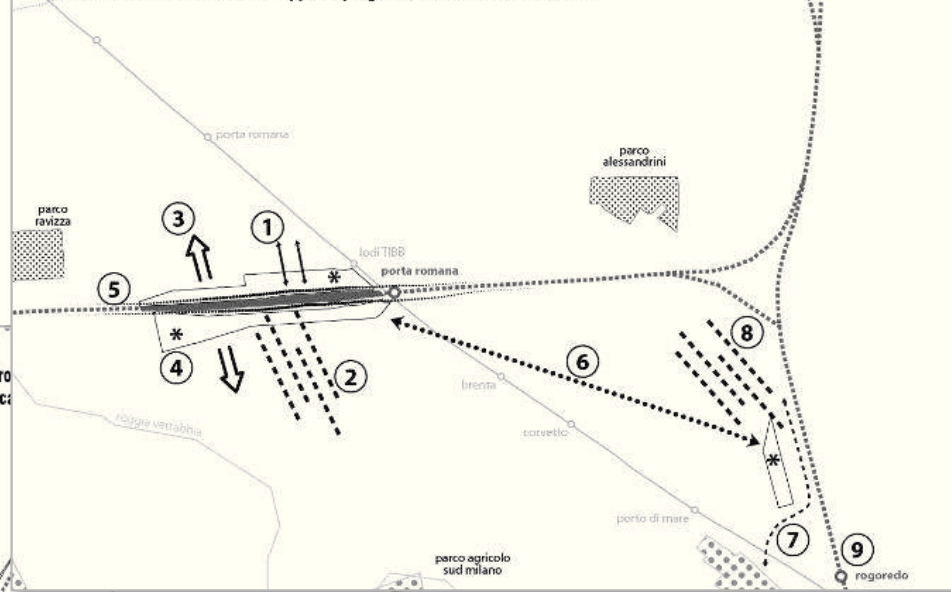 porta romana
parco
alessandrini
parco
ravizza
3
1
lodi TIBB
porta romana
5
8
6
4
2
brenta
roggia vettabbia
corvetto
porto di mare
7
9
parco agricolo
sud milano
rogoredo